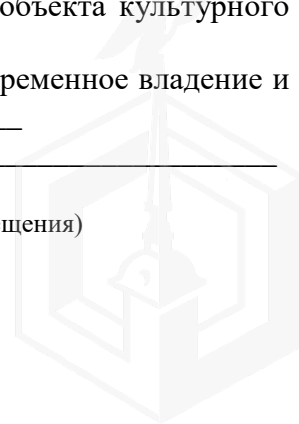 объекта культурного
ременное владение и
щения)